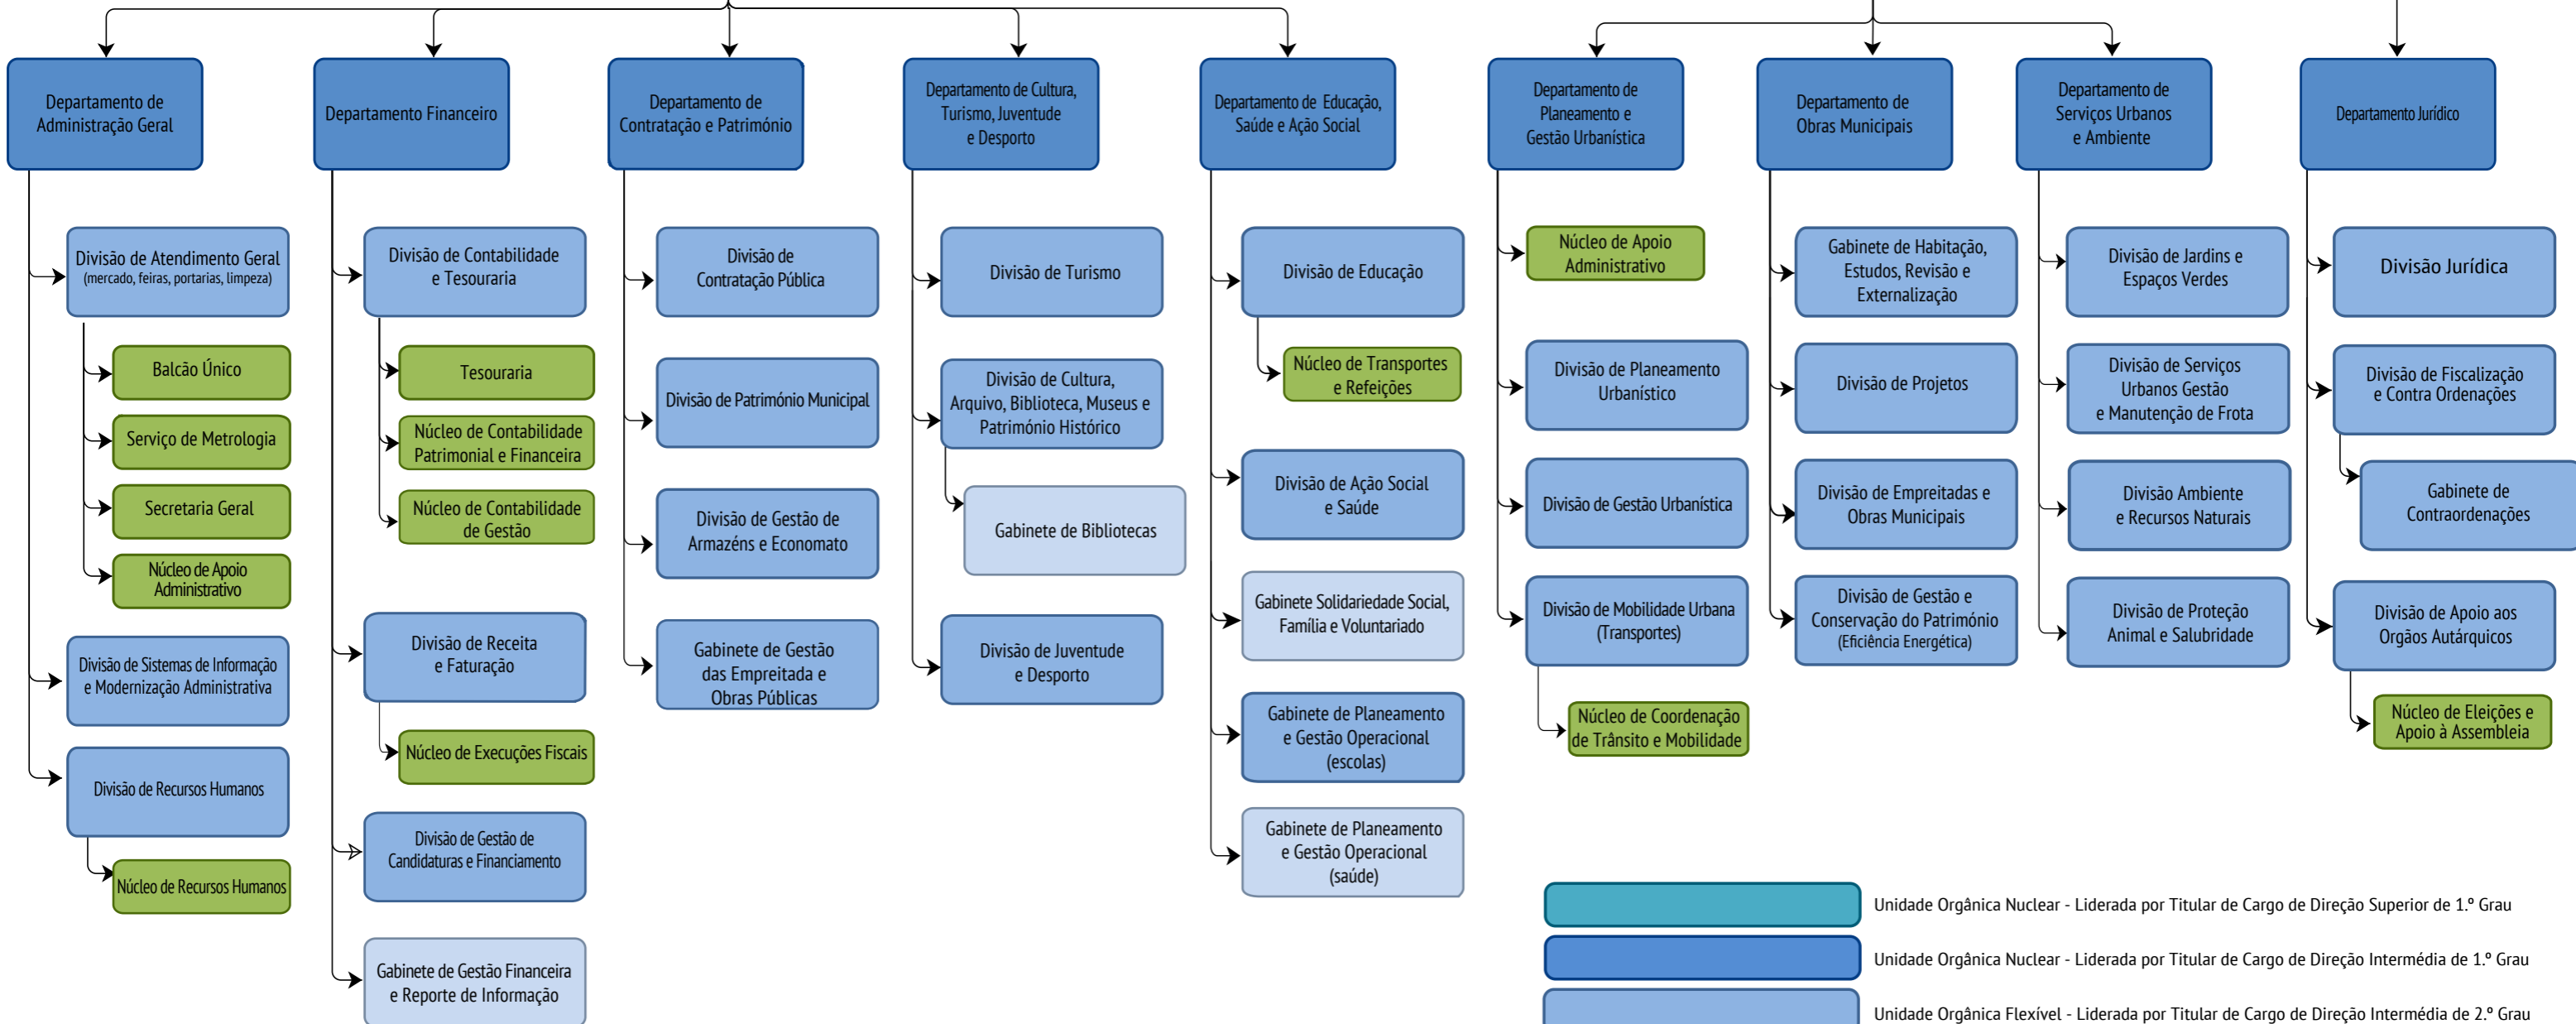 Departamento de
Administração Geral
Departamento Financeiro
Departamento de
Contratação e Património
Departamento de Cultura,
Turismo, Juventude
e Desporto
Departamento de Educação,
Saúde e Ação Social
Departamento de
Planeamento e
Gestão Urbanística
Departamento de
Obras Municipais
Departamento de
Serviços Urbanos
e Ambiente
Departamento Jurídico
Divisão de Atendimento Geral
(mercado, feiras, portarias, limpeza)
Balcão Único
Serviço de Metrologia
Secretaria Geral
Núcleo de Apoio
Administrativo
Divisão de Sistemas de Informação
e Modernização Administrativa
Divisão de Recursos Humanos
Núcleo de Recursos Humanos
Divisão de Contabilidade
e Tesouraria
Tesouraria
Núcleo de Contabilidade
Patrimonial e Financeira
Núcleo de Contabilidade
de Gestão
Divisão de Receita
e Faturação
Núcleo de Execuções Fiscais
Divisão de Gestão de
Candidaturas e Financiamento
Gabinete de Gestão Financeira
e Reporte de Informação
Divisão de
Contratação Pública
Divisão de Património Municipal
Divisão de Gestão de
Armazéns e Economato
Gabinete de Gestão
das Empreitada e
Obras Públicas
Divisão de Turismo
Divisão de Cultura,
Arquivo, Biblioteca, Museus e
Património Histórico
Gabinete de Bibliotecas
Divisão de Juventude
e Desporto
Divisão de Educação
Núcleo de Transportes
e Refeições
Divisão de Ação Social
e Saúde
Gabinete Solidariedade Social,
Família e Voluntariado
Gabinete de Planeamento
e Gestão Operacional
(escolas)
Gabinete de Planeamento
e Gestão Operacional
(saúde)
Núcleo de Apoio
Administrativo
Divisão de Planeamento
Urbanístico
Divisão de Gestão Urbanística
Divisão de Mobilidade Urbana
(Transportes)
Núcleo de Coordenação
de Trânsito e Mobilidade
Gabinete de Habitação,
Estudos, Revisão e
Externalização
Divisão de Projetos
Divisão de Empreitadas e
Obras Municipais
Divisão de Gestão e
Conservação do Património
(Eficiência Energética)
Divisão de Jardins e
Espaços Verdes
Divisão de Serviços
Urbanos Gestão
e Manutenção de Frota
Divisão Ambiente
e Recursos Naturais
Divisão de Proteção
Animal e Salubridade
Divisão Jurídica
Divisão de Fiscalização
e Contra Ordenações
Gabinete de
Contraordenações
Divisão de Apoio aos
Orgãos Autárquicos
Núcleo de Eleições e
Apoio à Assembleia
Unidade Orgânica Nuclear - Liderada por Titular de Cargo de Direção Superior de 1.º Grau
Unidade Orgânica Nuclear - Liderada por Titular de Cargo de Direção Intermédia de 1.º Grau
Unidade Orgânica Flexível - Liderada por Titular de Cargo de Direção Intermédia de 2.º Grau